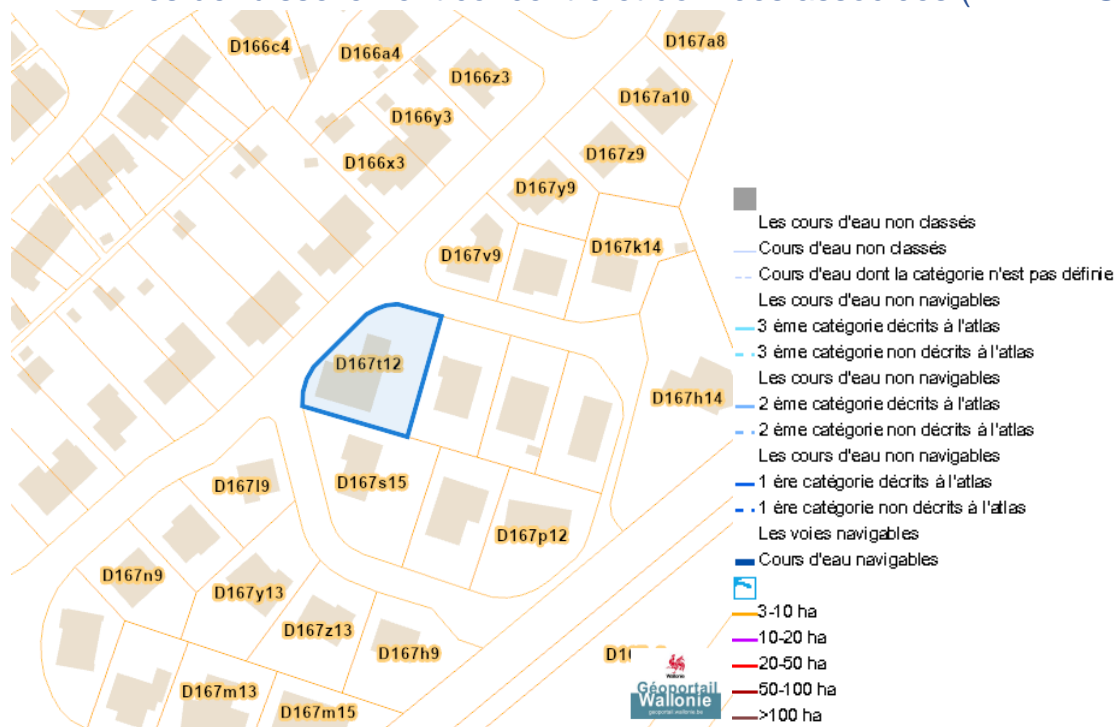 D167a8
D166c4
D166a4
D166z3
D167a10
D166y3
D167z9
D166x3
D167y9
D167v9
D167k14
D167t12
D167h14
D167s15
D167l9
D167p12
D167n9
D167y13
D167z13
D167h9
D167m13
D167m15
Les cours d'eau non classés
Cours d'eau non classés
Cours d'eau dont la catégorie n'est pas définie
Les cours d'eau non navigables
3 ème catégorie décrits à l'atlas
3 ème catégorie non décrits à l'atlas
Les cours d'eau non navigables
2 ème catégorie décrits à l'atlas
2 ème catégorie non décrits à l'atlas
Les cours d'eau non navigables
1 ère catégorie décrits à l'atlas
1 ère catégorie non décrits à l'atlas
Les voies navigables
Cours d'eau navigables
3-10 ha
10-20 ha
20-50 ha
50-100 ha
>100 ha
Wallonie
Géoportail
Wallonie
geoportail.wallonie.be